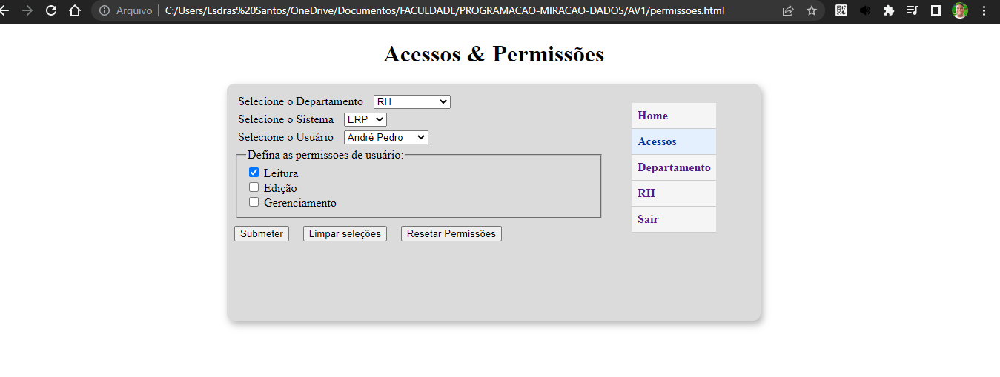 Arquivo C:/Users/Esdras%20Santos/OneDrive/Documentos/FACULDADE/PROGRAMACAO-MIRACAO-DADOS/AV1/permissoes.html
Acessos & Permissões
Selecione o Departamento RH
Selecione o Sistema ERP
Selecione o Usuário André Pedro
Defina as permissoes de usuário:
Leitura
Edição
Gerenciamento
Submeter Limpar seleções Resetar Permissões
Home
Acessos
Departamento
RH
Sair